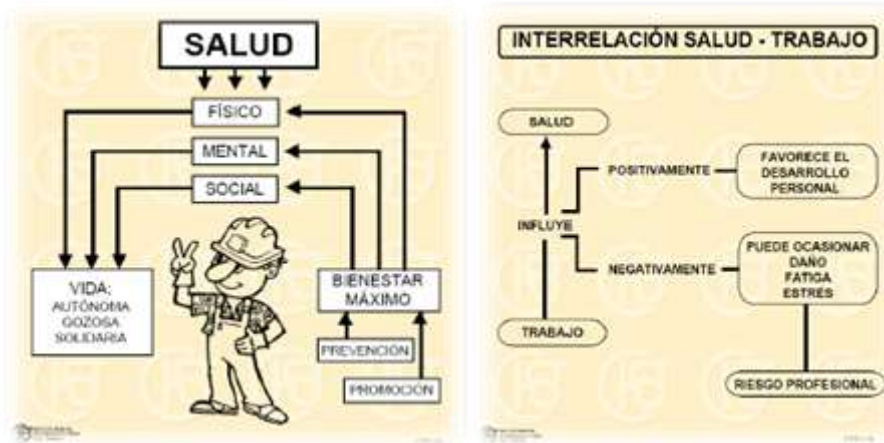 SALUD
FÍSICO
MENTAL
SOCIAL
VIDA:
AUTÓNOMA
GOZOSA
SOLIDARIA
BIENESTAR
MÁXIMO
PREVENCIÓN
PROMOCIÓN
INTERRELACIÓN SALUD - TRABAJO
SALUD
POSITIVAMENTE
FAVORECE EL
DESARROLLO
PERSONAL
INFLUYE
NEGATIVAMENTE
PUEDE OCASIONAR
DAÑO
FATIGA
ESTRÉS
TRABAJO
RIESGO PROFESIONAL